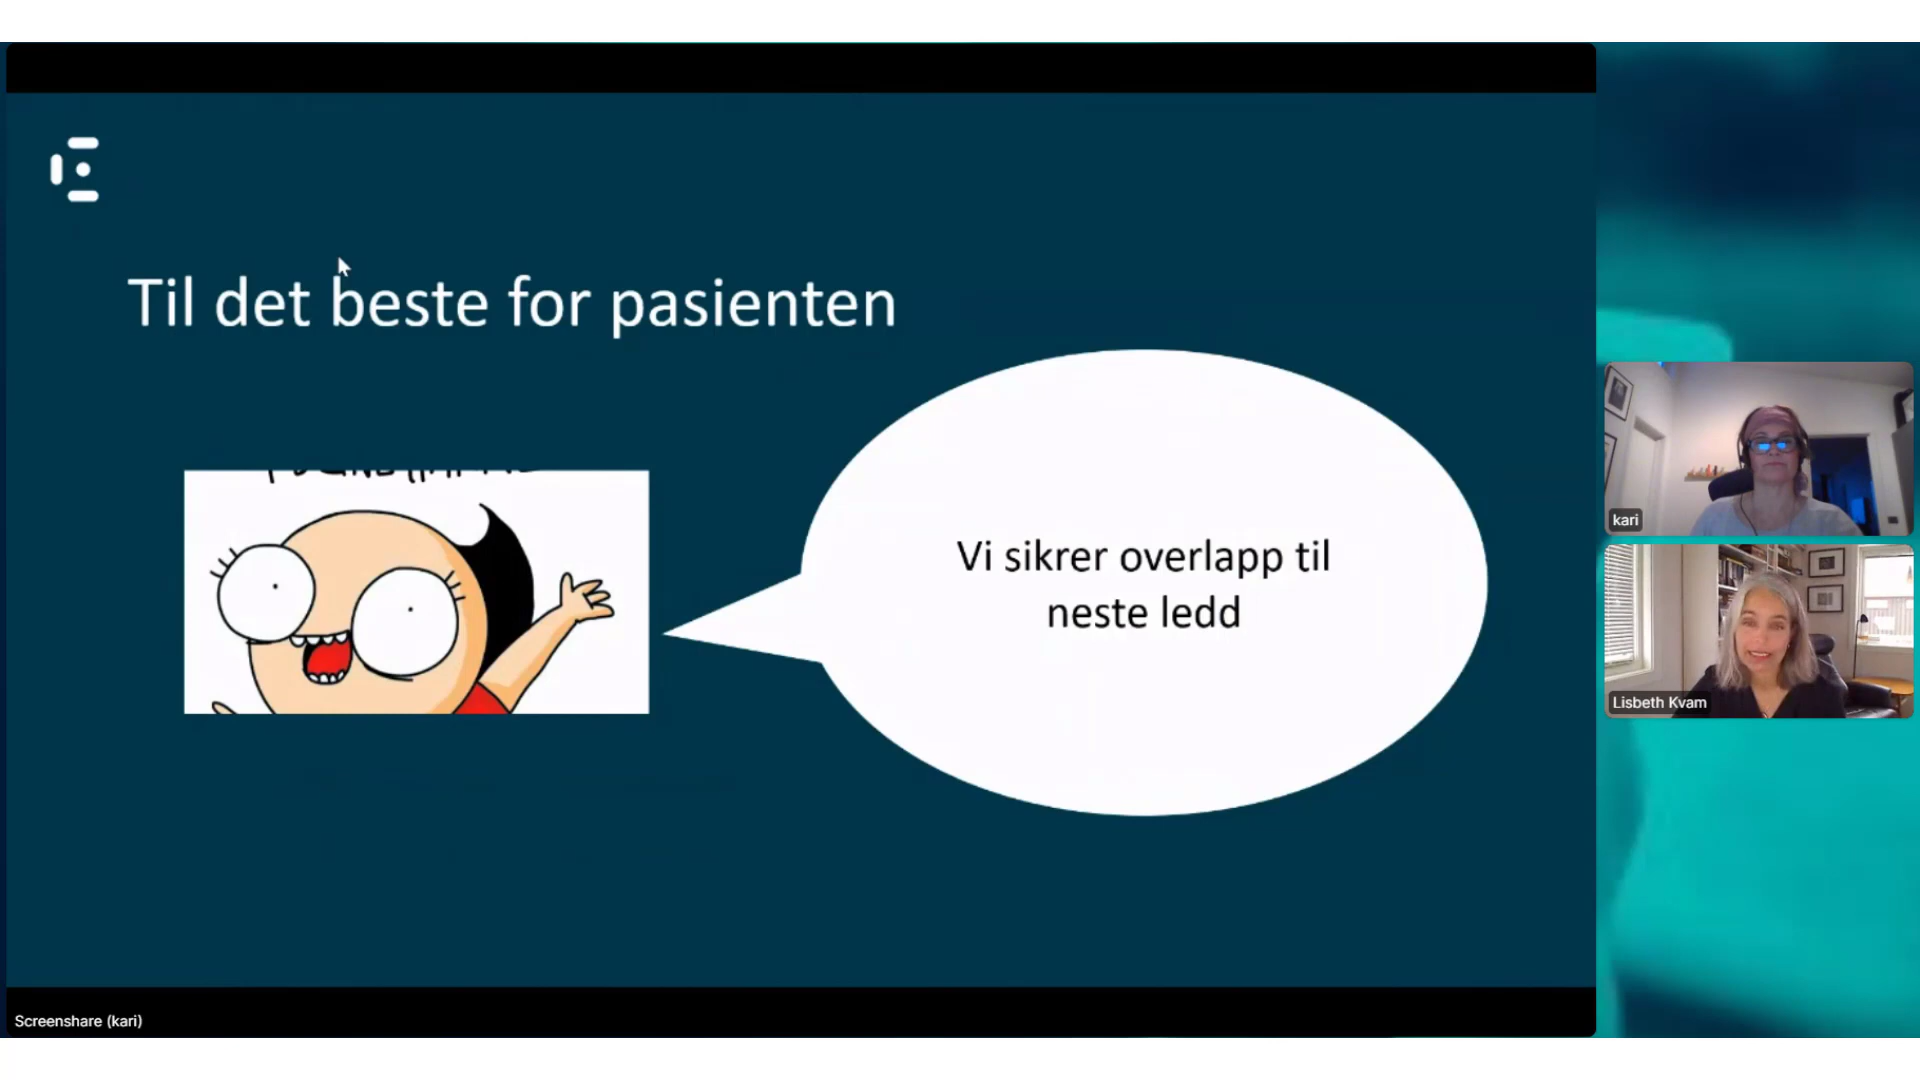 Til det beste for pasienten
Vi sikrer overlapp til
neste ledd
kari
Lisbeth Kvam
Screenshare (kari)